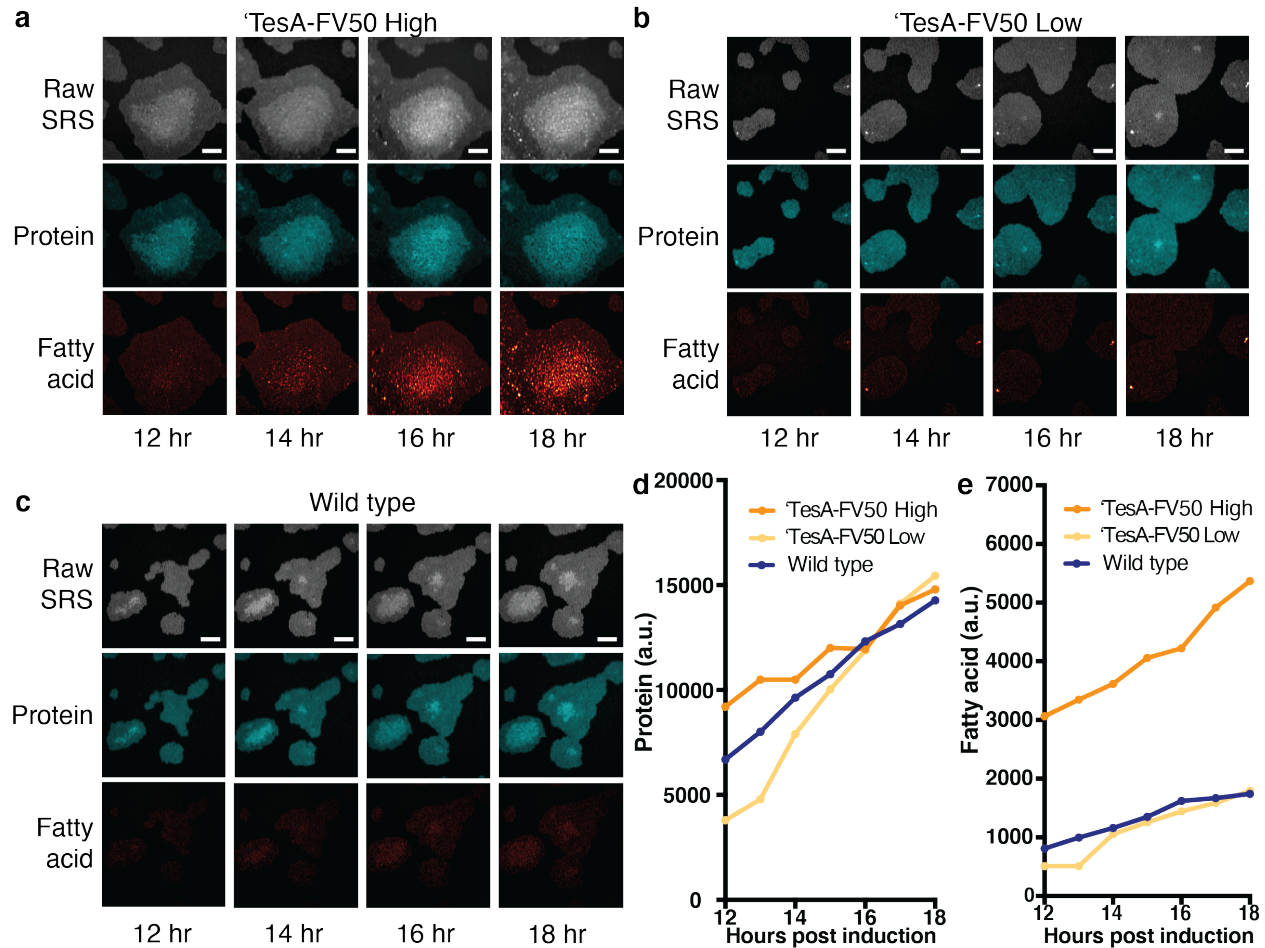 a
‘TesA-FV50 High
Raw
SRS
Protein
Fatty
acid
12 hr
14 hr
16 hr
18 hr
b
‘TesA-FV50 Low
Raw
SRS
Protein
Fatty
acid
12 hr
14 hr
16 hr
18 hr
c
Wild type
Raw
SRS
Protein
Fatty
acid
12 hr
14 hr
16 hr
18 hr
d
20000
15000
10000
5000
0
Protein (a.u.)
‘TesA-FV50 High
‘TesA-FV50 Low
Wild type
12
14
16
18
Hours post induction
e
7000
6000
5000
4000
3000
2000
1000
0
Fatty acid (a.u.)
‘TesA-FV50 High
‘TesA-FV50 Low
Wild type
12
14
16
18
Hours post induction